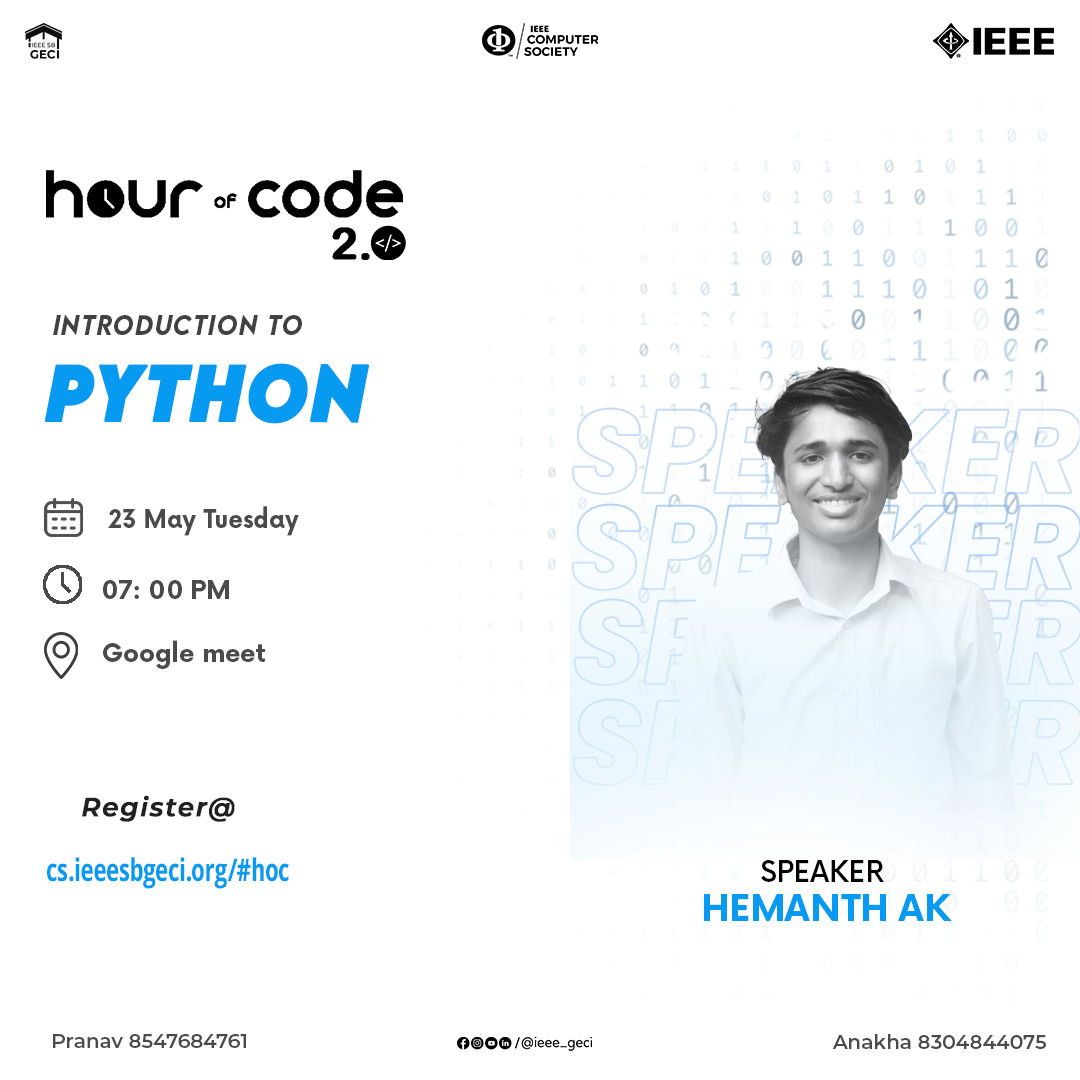 IEEE SB
GECI
IEEE
COMPUTER
SOCIETY
IEEE
hour of code
2.0 </>
INTRODUCTION TO
PYTHON
23 May Tuesday
07: 00 PM
Google meet
Register@
cs.ieeesbgeci.org/#hoc
SPEAKER
SPEAKER
SPEAKER
SPEAKER
SPEAKER
HEMANTH AK
Pranav 8547684761
/@ieee_geci
Anakha 8304844075